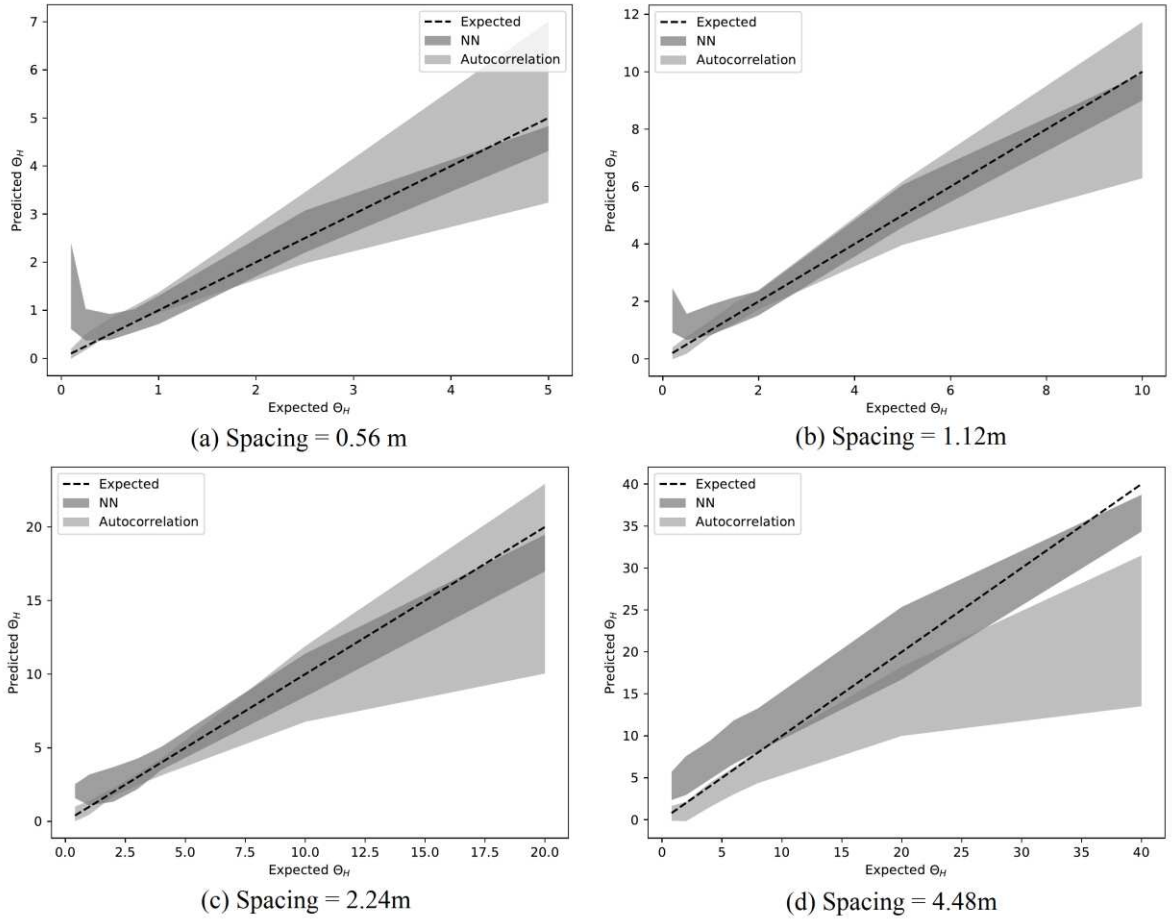 7
6
5
4
3
2
1
0
Predicted Θ_H
Expected
NN
Autocorrelation
0 1 2 3 4 5
Expected Θ_H
(a) Spacing = 0.56 m
12
10
8
6
4
2
0
Predicted Θ_H
Expected
NN
Autocorrelation
0 2 4 6 8 10
Expected Θ_H
(b) Spacing = 1.12m
20
15
10
5
0
Predicted Θ_H
Expected
NN
Autocorrelation
0.0 2.5 5.0 7.5 10.0 12.5 15.0 17.5 20.0
Expected Θ_H
(c) Spacing = 2.24m
40
35
30
25
20
15
10
5
0
Predicted Θ_H
Expected
NN
Autocorrelation
0 5 10 15 20 25 30 35 40
Expected Θ_H
(d) Spacing = 4.48m